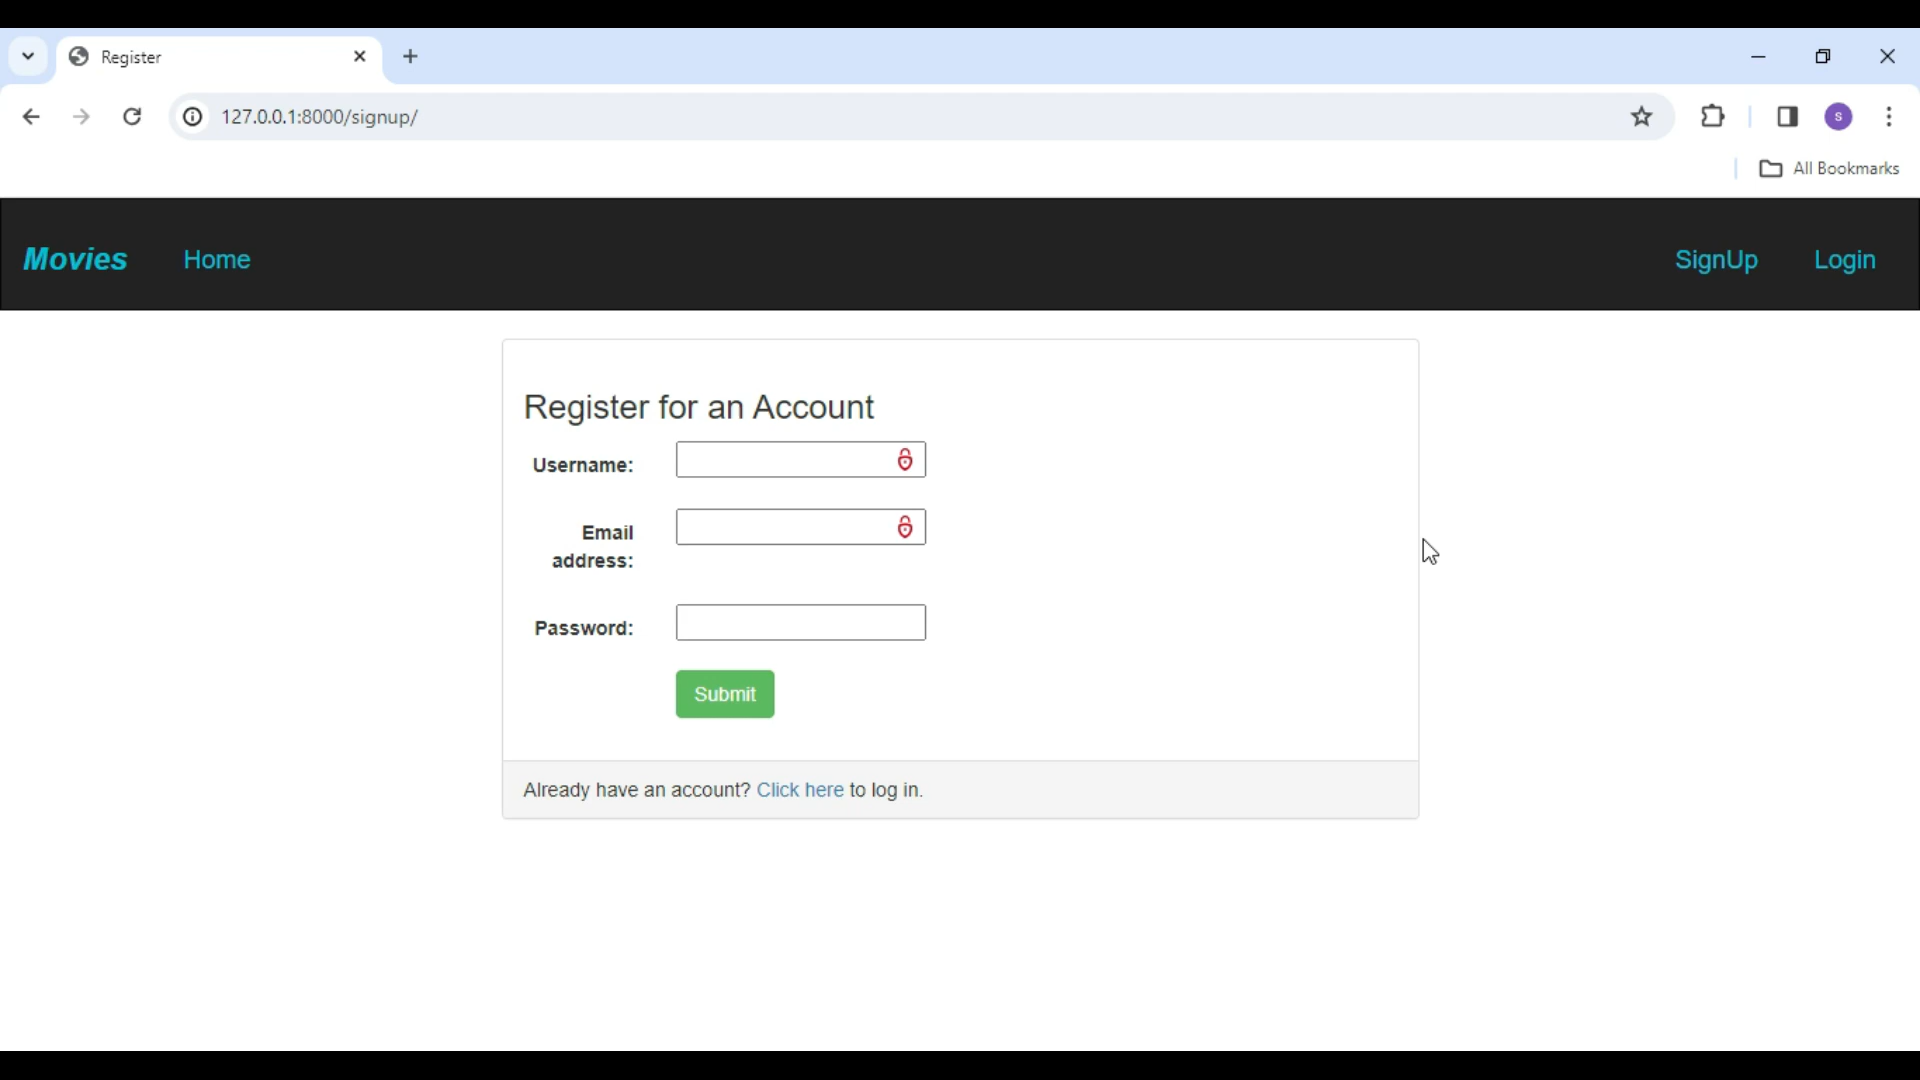 Register
127.0.0.1:8000/signup/
S
All Bookmarks
Movies Home SignUp Login
Register for an Account
Username:
Email
address:
Password:
Submit
Already have an account? Click here to log in.